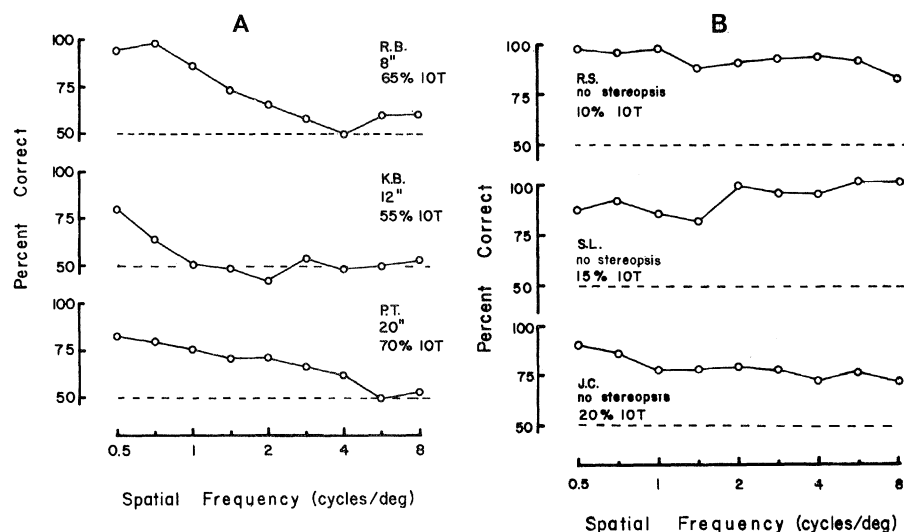 A
Percent Correct
100
75
50
R.B.
8"
65% IOT
100
75
50
K.B.
12"
55% IOT
100
75
50
P.T.
20"
70% IOT
0.5 1 2 4 8
Spatial Frequency (cycles/deg)
B
Percent Correct
100
75
50
R.S.
no stereopsis
10% IOT
100
75
50
S.L.
no stereopsis
15% IOT
100
75
50
J.C.
no stereopsis
20% IOT
0.5 1 2 4 8
Spatial Frequency (cycles/deg)